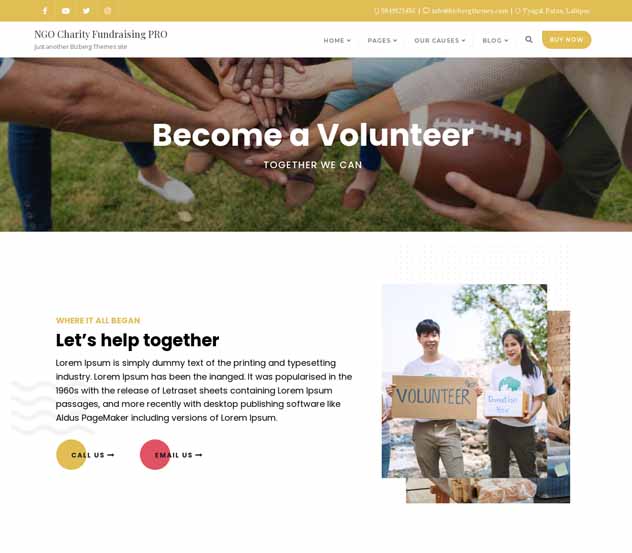 9849923456 | info@bizbergthemes.com | Tyagal, Patan, Lalitpur
NGO Charity Fundraising PRO
Just another Bizberg Themes site
HOME PAGES OUR CAUSES BLOG BUY NOW
Become a Volunteer
TOGETHER WE CAN
WHERE IT ALL BEGAN
Let's help together
Lorem Ipsum is simply dummy text of the printing and typesetting
industry. Lorem Ipsum has been the inanged. It was popularised in the
1960s with the release of Letraset sheets containing Lorem Ipsum
passages, and more recently with desktop publishing software like
Aldus PageMaker including versions of Lorem Ipsum.
VOLUNTEER
Donation
Box
CALL US
EMAIL US